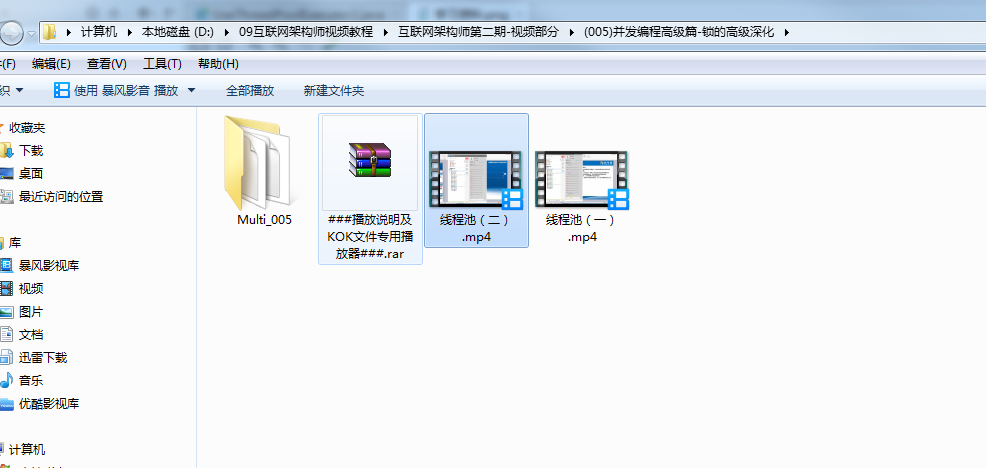 计算机 本地磁盘 (D:) 09互联网架构师视频教程 互联网架构师第二期-视频部分 (005)并发编程高级篇-锁的高级深化
(F) 编辑(E) 查看(V) 工具(T) 帮助(H)
织 使用 暴风影音 播放 全部播放 新建文件夹
收藏夹
下载
桌面
最近访问的位置
库
暴风影视库
视频
图片
文档
迅雷下载
音乐
优酷影视库
计算机
Multi_005
###播放说明及
KOK文件专用播
放器###.rar
线程池（二）
.mp4
线程池（一）
.mp4